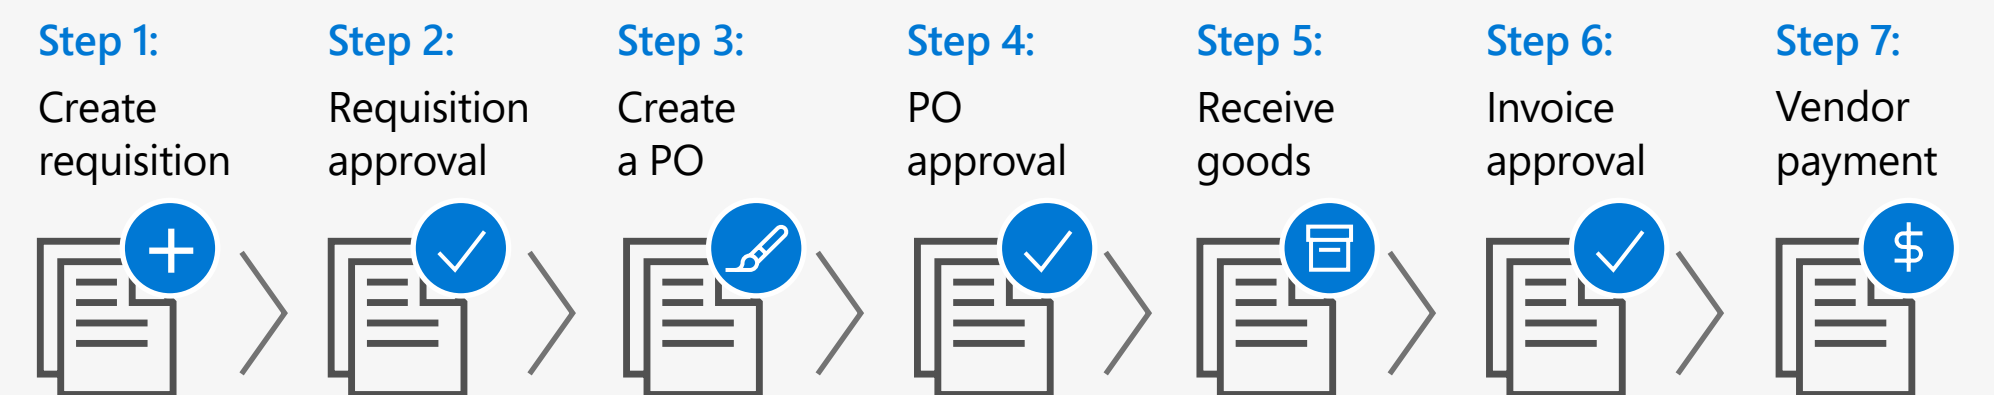 Step 1:
Create
requisition
Step 2:
Requisition
approval
Step 3:
Create
a PO
Step 4:
PO
approval
Step 5:
Receive
goods
Step 6:
Invoice
approval
Step 7:
Vendor
payment
$